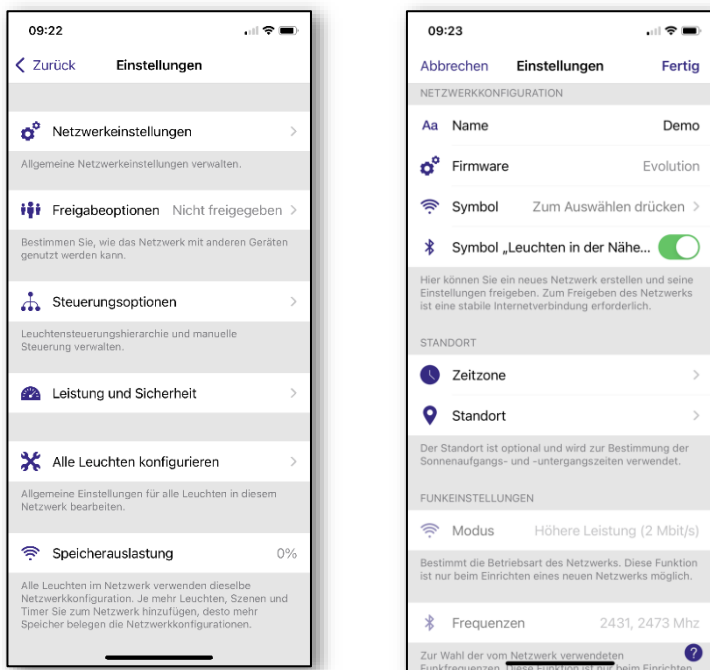 09:22
Zurück Einstellungen
Netzwerkeinstellungen
Allgemeine Netzwerkeinstellungen verwalten.
Freigabeoptionen Nicht freigegeben
Bestimmen Sie, wie das Netzwerk mit anderen Geräten
genutzt werden kann.
Steuerungsoptionen
Leuchtensteuerungshierarchie und manuelle
Steuerung verwalten.
Leistung und Sicherheit
Alle Leuchten konfigurieren
Allgemeine Einstellungen für alle Leuchten in diesem
Netzwerk bearbeiten.
Speicherauslastung 0%
Alle Leuchten im Netzwerk verwenden dieselbe
Netzwerkkonfiguration. Je mehr Leuchten, Szenen und
Timer Sie zum Netzwerk hinzufügen, desto mehr
Speicher belegen die Netzwerkkonfigurationen.
09:23
Abbrechen Einstellungen Fertig
NETZWERKKONFIGURATION
Aa Name Demo
Firmware Evolution
Symbol Zum Auswählen drücken
Symbol „Leuchten in der Nähe...
Hier können Sie ein neues Netzwerk erstellen und seine
Einstellungen freigeben. Zum Freigeben des Netzwerks
ist eine stabile Internetverbindung erforderlich.
STANDORT
Zeitzone
Standort
Der Standort ist optional und wird zur Bestimmung der
Sonnenaufgangs- und -untergangszeiten verwendet.
FUNKEINSTELLUNGEN
Modus Höhere Leistung (2 Mbit/s)
Bestimmt die Betriebsart des Netzwerks. Diese Funktion
ist nur beim Einrichten eines neuen Netzwerks möglich.
Frequenzen 2431, 2473 Mhz
Zur Wahl der vom Netzwerk verwendeten ?
Funkfrequenzen. Diese Funktion ist nur beim Einrichten